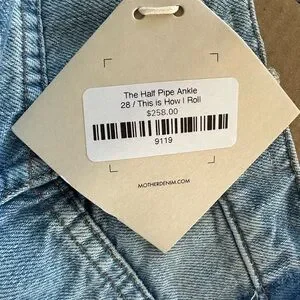 The Half Pipe Ankle
28 / This is How I Roll
$258.00
9119
MOTHERDENIM.COM